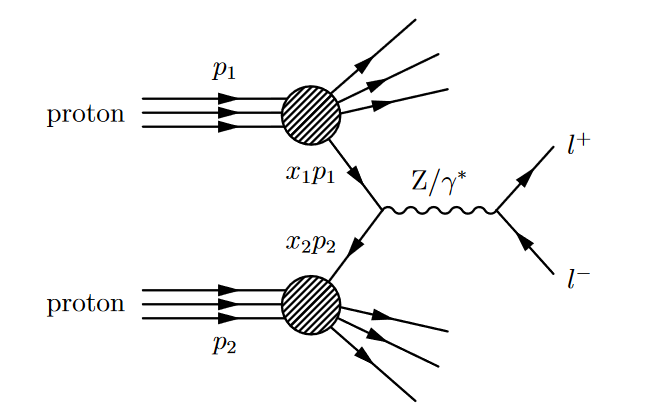 p₁
proton
l⁺
x₁p₁
Z/γ*
x₂p₂
l⁻
proton
p₂